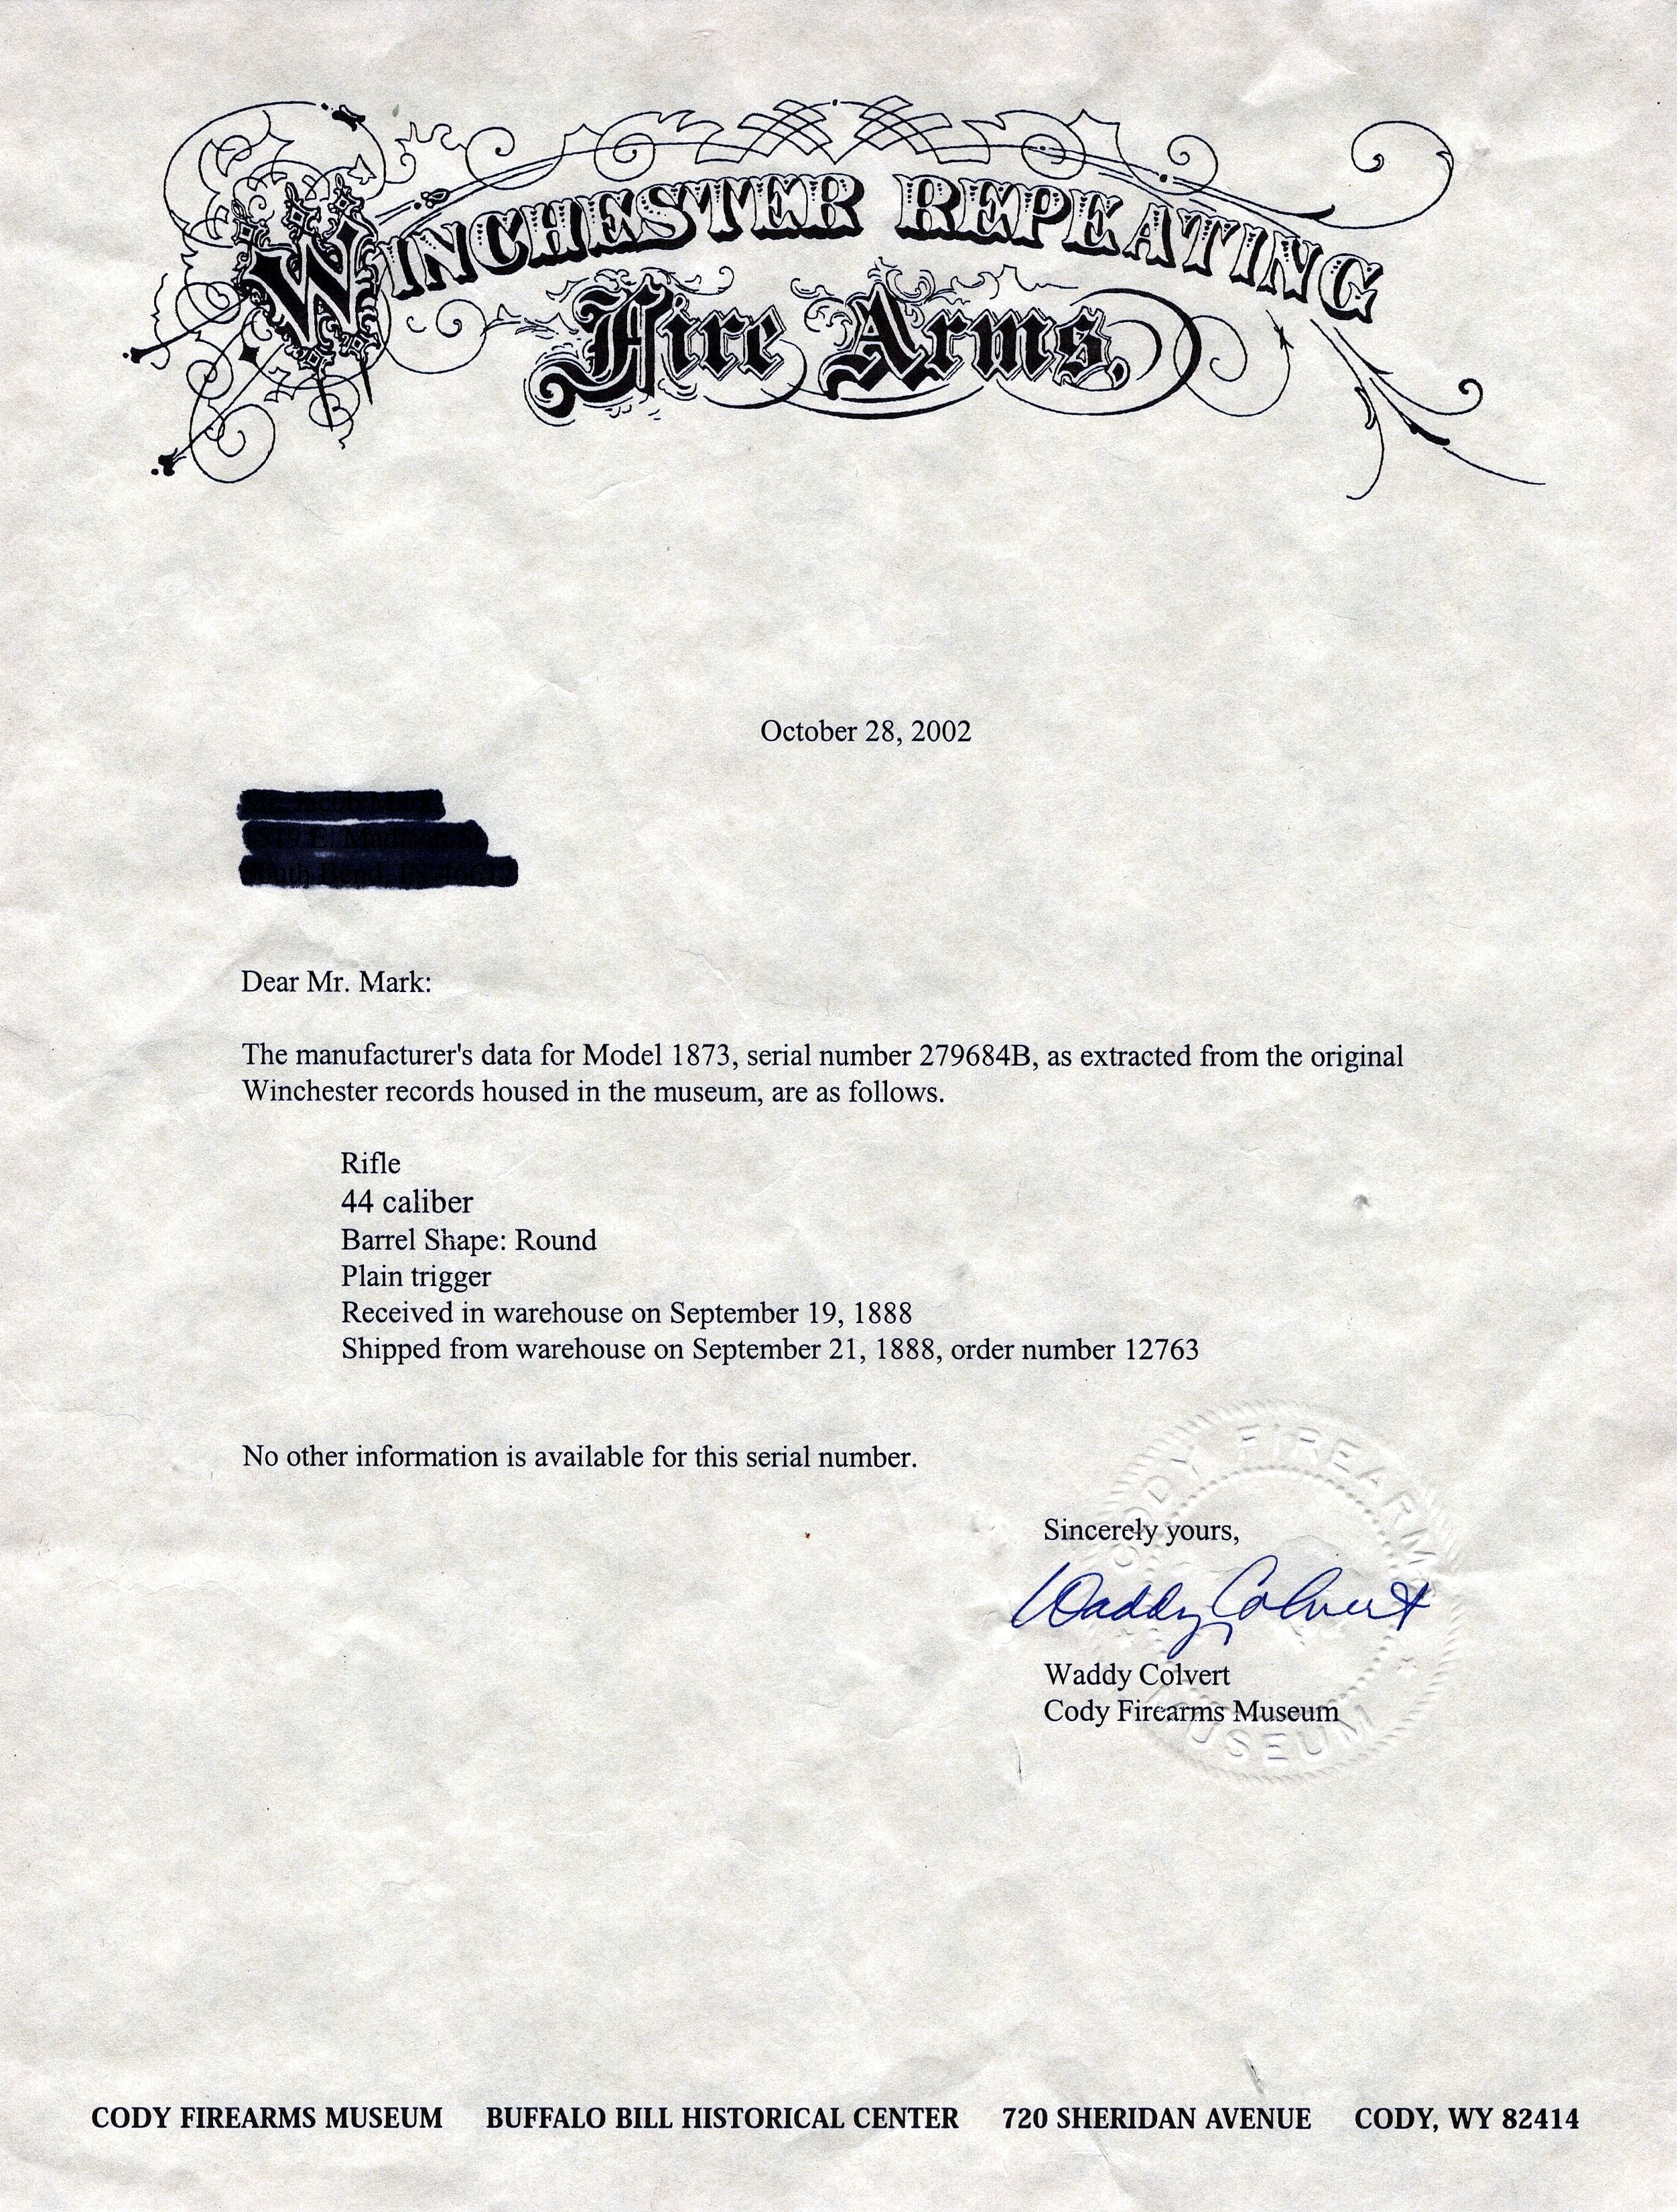 WINCHESTER REPEATING
Fire Arms,
October 28, 2002
Dear Mr. Mark:
The manufacturer's data for Model 1873, serial number 279684B, as extracted from the original
Winchester records housed in the museum, are as follows.
Rifle
44 caliber
Barrel Shape: Round
Plain trigger
Received in warehouse on September 19, 1888
Shipped from warehouse on September 21, 1888, order number 12763
No other information is available for this serial number.
CODY FIREARMS
Sincerely yours,
Waddy Colvert
Waddy Colvert
Cody Firearms Museum
MUSEUM
CODY FIREARMS MUSEUM BUFFALO BILL HISTORICAL CENTER 720 SHERIDAN AVENUE CODY, WY 82414